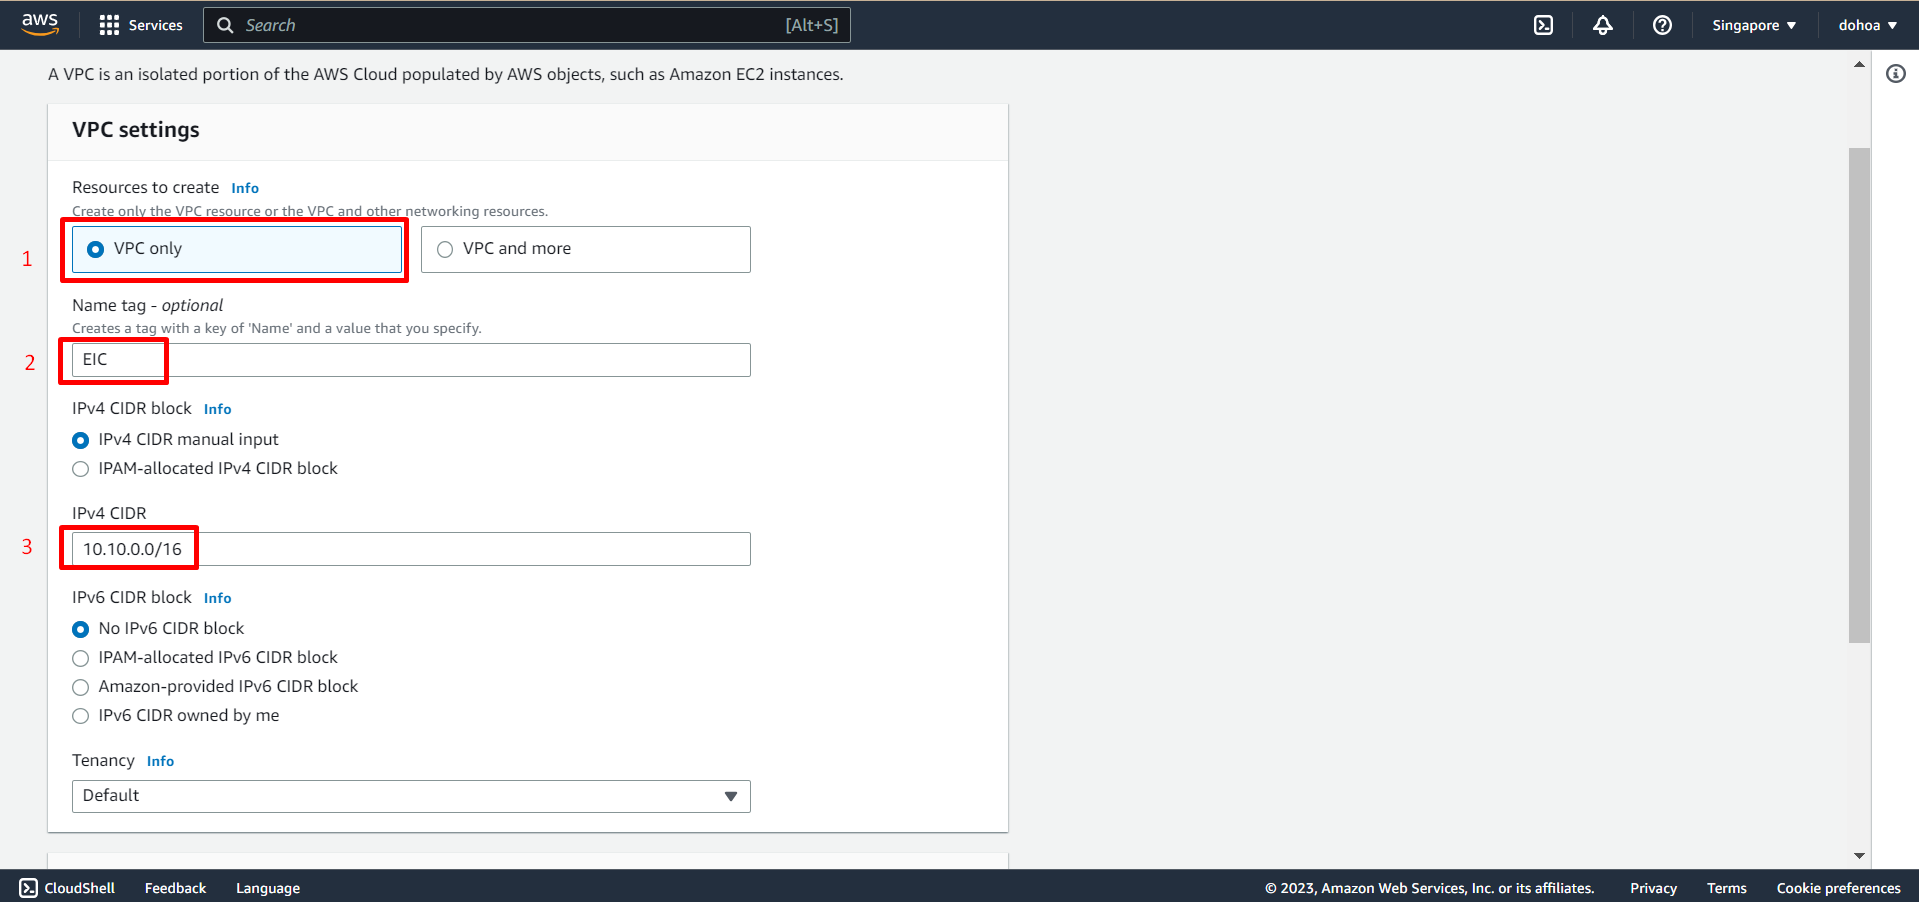 aws Services Search [Alt+S] Singapore dohoa
A VPC is an isolated portion of the AWS Cloud populated by AWS objects, such as Amazon EC2 instances.
VPC settings
Resources to create Info
Create only the VPC resource or the VPC and other networking resources.
1 VPC only VPC and more
Name tag - optional
Creates a tag with a key of 'Name' and a value that you specify.
2 EIC
IPv4 CIDR block Info
IPv4 CIDR manual input
IPAM-allocated IPv4 CIDR block
IPv4 CIDR
3 10.10.0.0/16
IPv6 CIDR block Info
No IPv6 CIDR block
IPAM-allocated IPv6 CIDR block
Amazon-provided IPv6 CIDR block
IPv6 CIDR owned by me
Tenancy Info
Default
CloudShell Feedback Language © 2023, Amazon Web Services, Inc. or its affiliates. Privacy Terms Cookie preferences